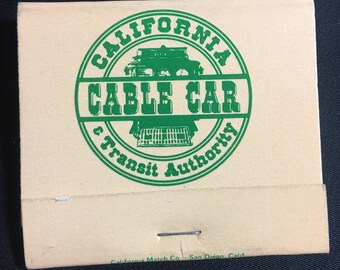 CALIFORNIA
CABLE CAR
& Transit Authority
California Match Co. San Diego, Calif.